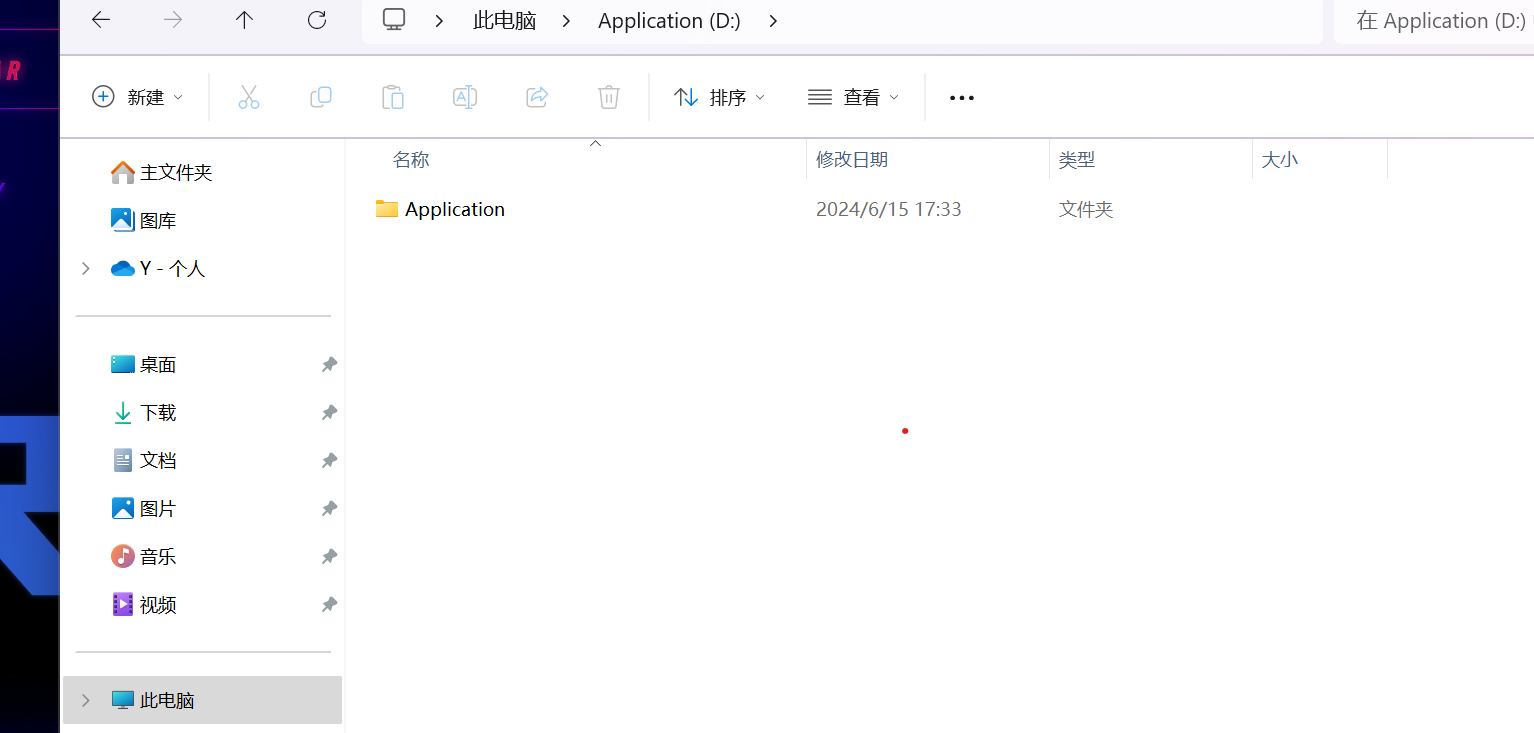 此电脑 Application (D:) 在 Application (D:)
新建 排序 查看
名称 修改日期 类型 大小
Application 2024/6/15 17:33 文件夹
主文件夹
图库
Y - 个人
桌面
下载
文档
图片
音乐
视频
此电脑